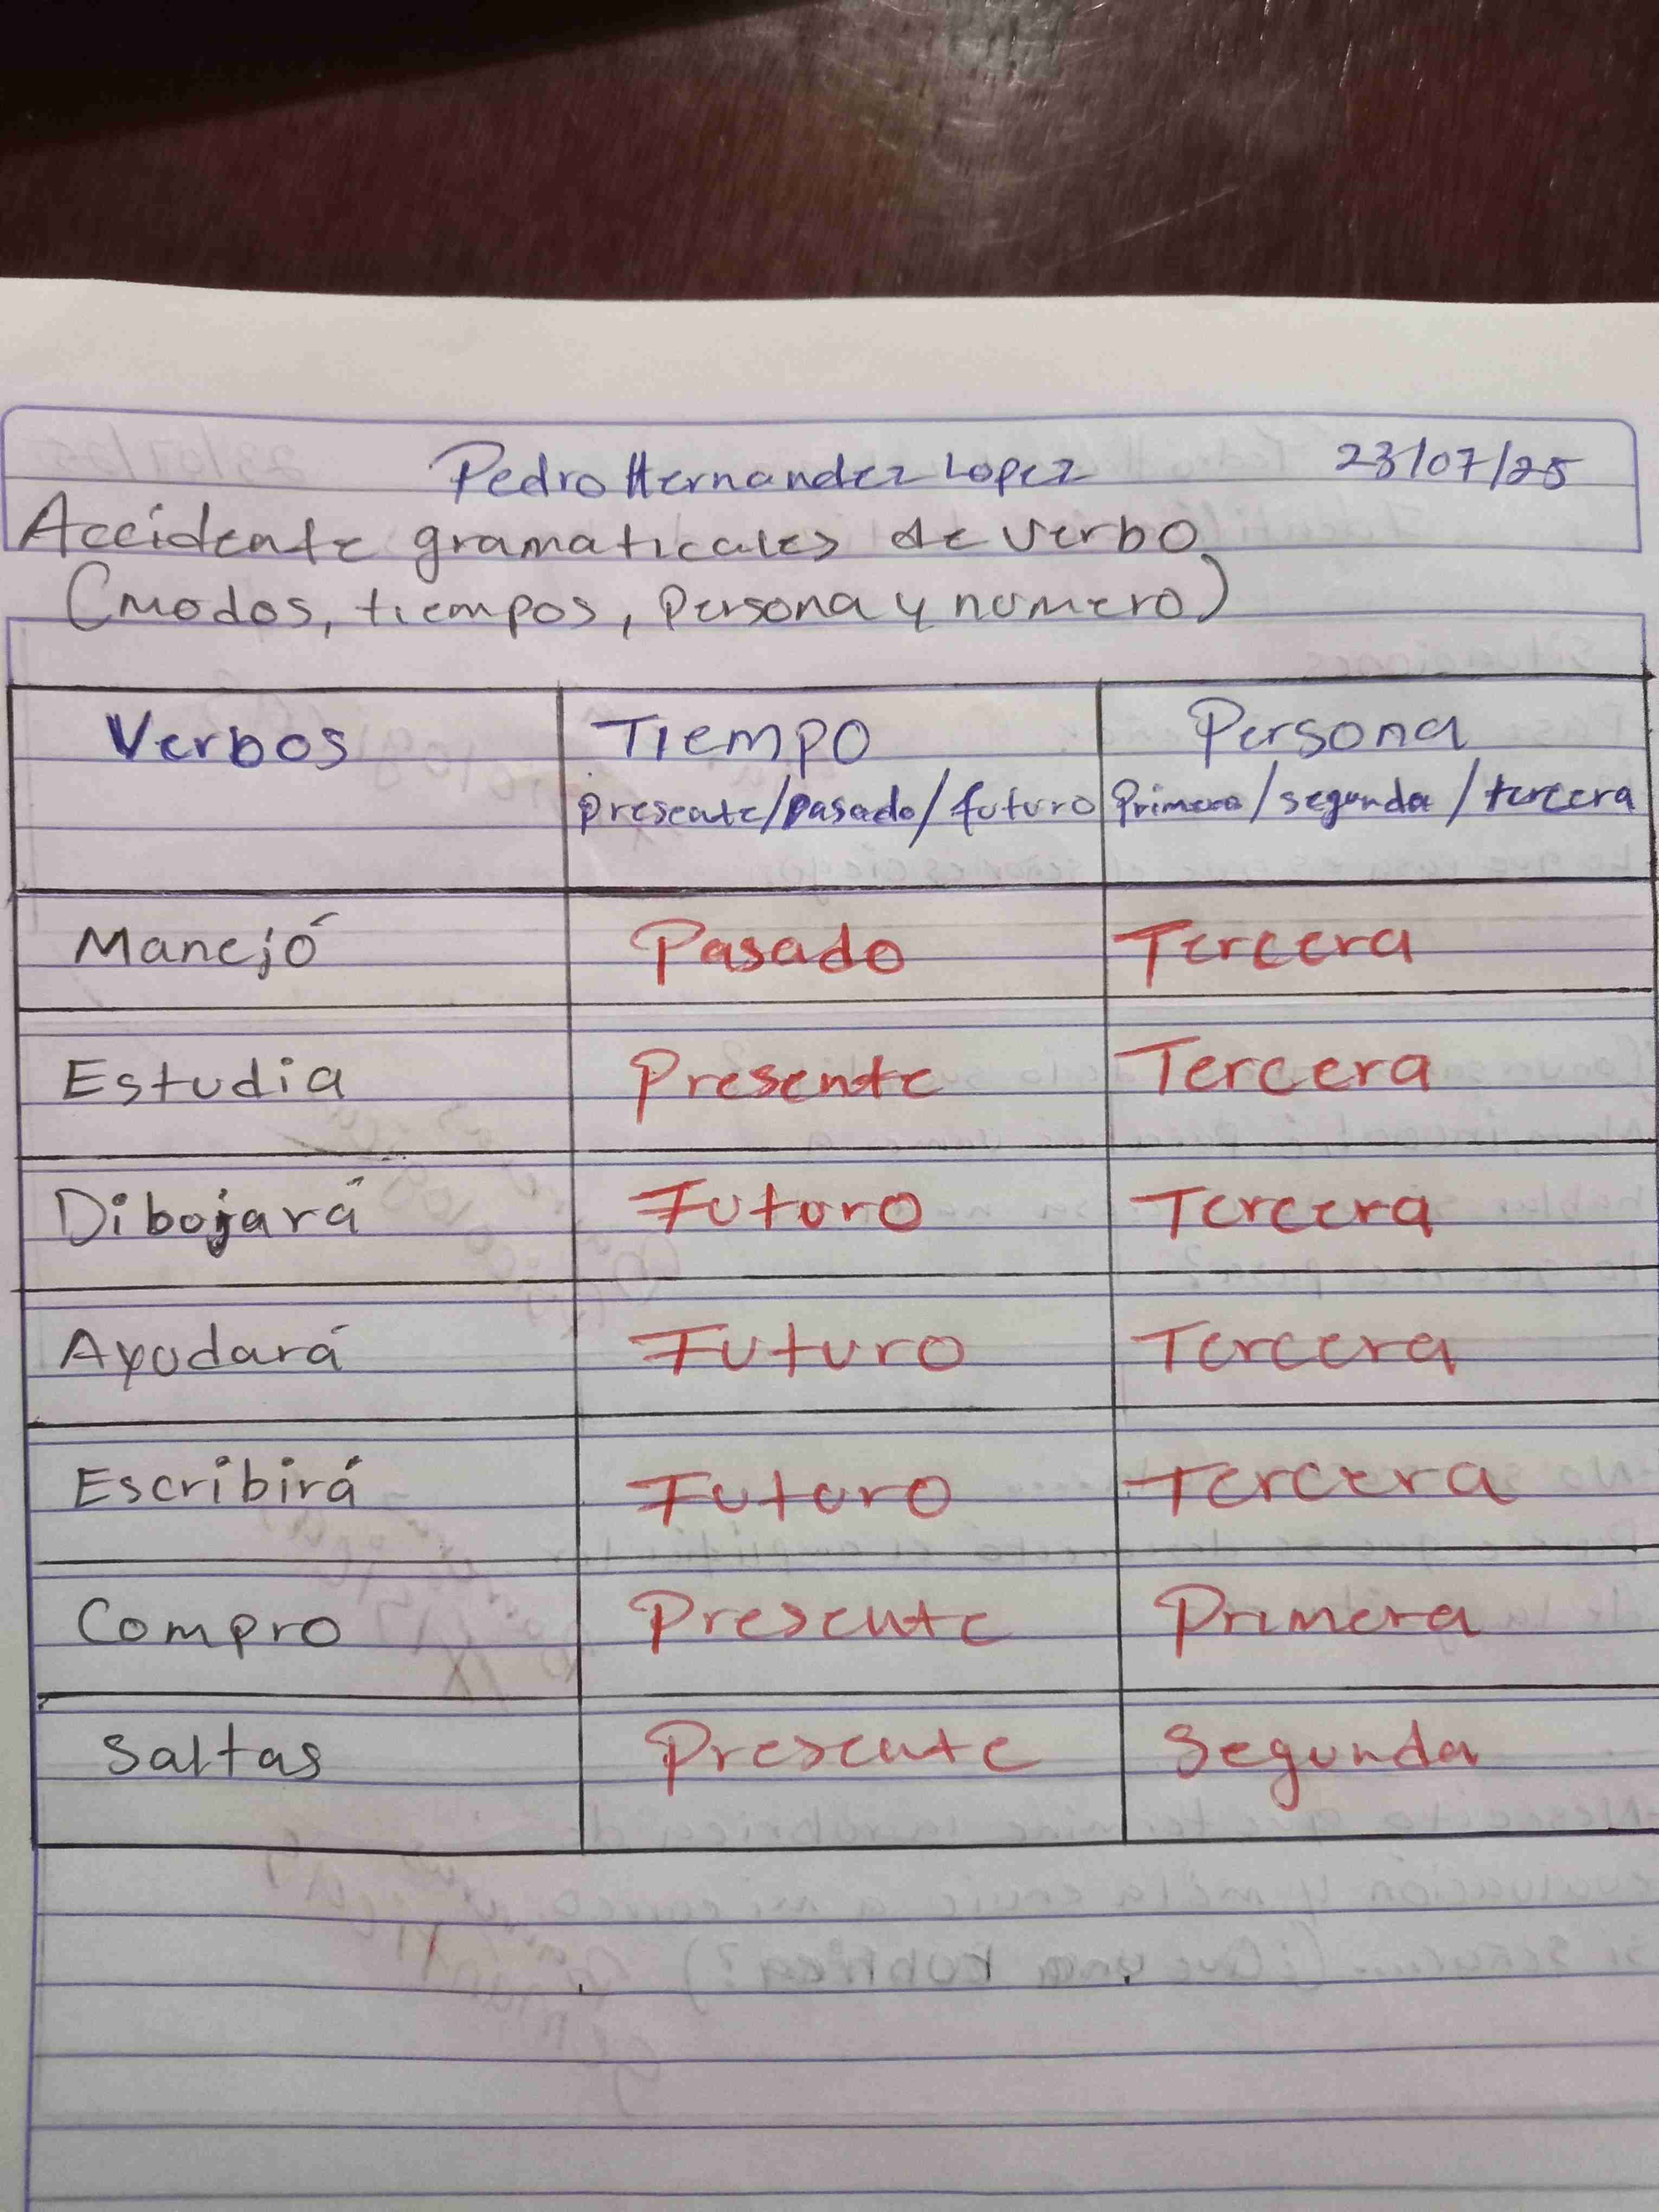 Pedro Hernandez Lopez 23/07/25
Accidente gramaticales de verbo
(modos, tiempos, persona y numero)
Verbos Tiempo Persona
presente/pasado/futuro primera/segunda/tercera
Manejó Pasado Tercera
Estudia Presente Tercera
Dibojará Futuro Tercera
Ayudará Futuro Tercera
Escribirá Futuro Tercera
Compro Presente Primera
Saltas Presente Segunda